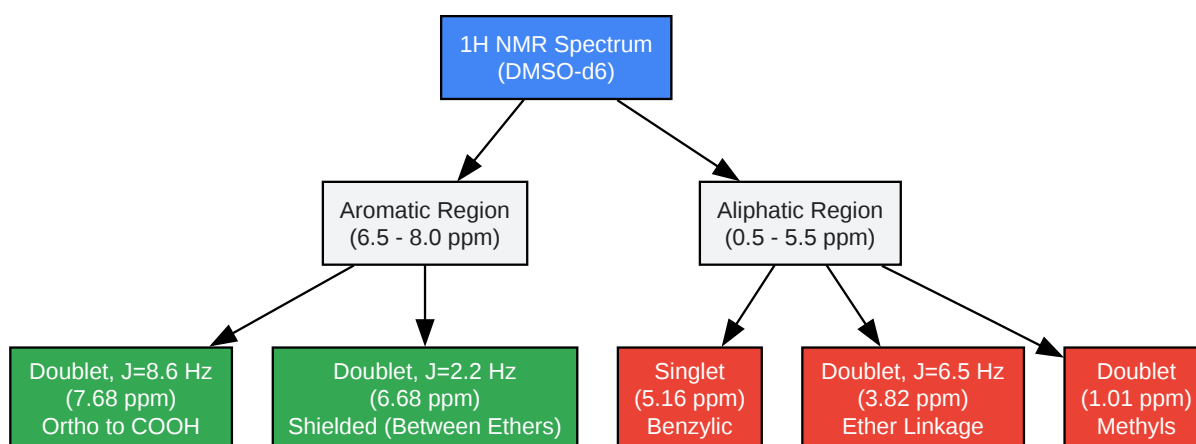 1H NMR Spectrum
(DMSO-d6)
Aromatic Region
(6.5 - 8.0 ppm)
Aliphatic Region
(0.5 - 5.5 ppm)
Doublet, J=8.6 Hz
(7.68 ppm)
Ortho to COOH
Doublet, J=2.2 Hz
(6.68 ppm)
Shielded (Between Ethers)
Singlet
(5.16 ppm)
Benzylic
Doublet, J=6.5 Hz
(3.82 ppm)
Ether Linkage
Doublet
(1.01 ppm)
Methyls